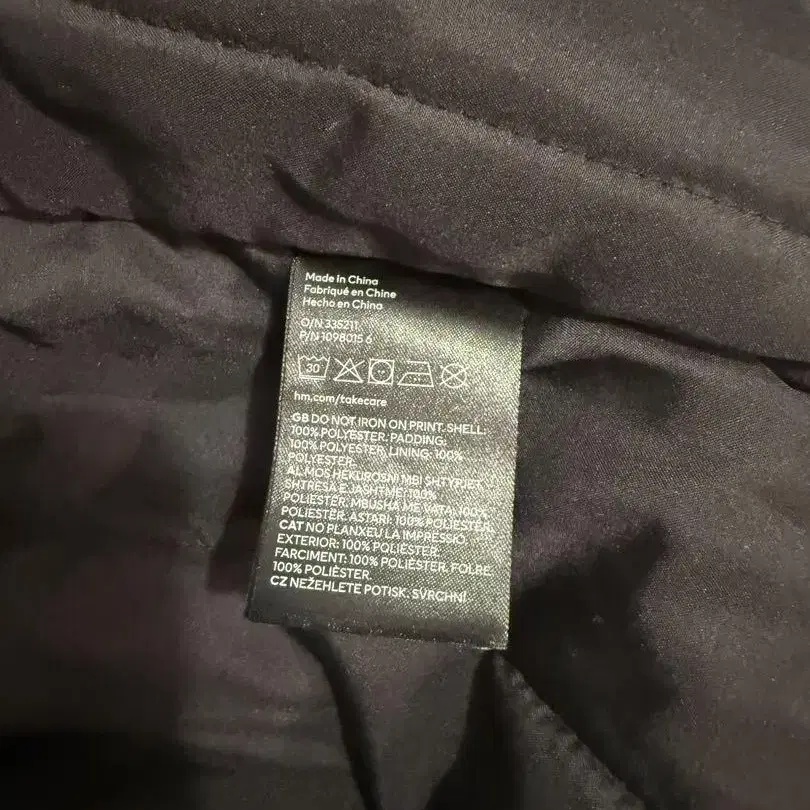 Made in China
Fabriqué en Chine
Hecho en China
O/N 335211
P/N 1098015 6
30
hm.com/takecare
GB DO NOT IRON ON PRINT. SHELL:
100% POLYESTER. PADDING:
100% POLYESTER. LINING: 100%
POLYESTER.
AL MOS HEKUROSNI MBI SHTYPJET.
SHTRESA E JASHTME: 100%
POLIESTER. MBUSHA ME VATA: 100%
POLIESTER. ASTARI: 100% POLIESTER.
CAT NO PLANXEU LA IMPRESSIÓ.
EXTERIOR: 100% POLIÈSTER.
FARCIMENT: 100% POLIÈSTER. FOLRE:
100% POLIÈSTER.
CZ NEŽEHLETE POTISK. SVRCHNÍ